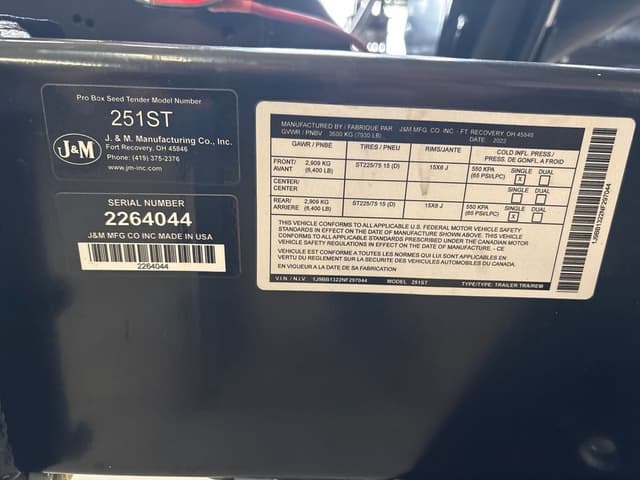 Pro Box Seed Tender Model Number
251ST
J&M
J. & M. Manufacturing Co., Inc.
Fort Recovery, OH 45846
Phone: (419) 375-2376
www.jm-inc.com
SERIAL NUMBER
2264044
J&M MFG CO INC MADE IN USA
2264044
MANUFACTURED BY / FABRIQUE PAR J&M MFG. CO INC - FT. RECOVERY, OH 45846
GVWR / PNBV 3600 KG (7930 LB) DATE: 2022
GAWR / PNBE TIRES / PNEU RIMS/JANTE COLD INFL. PRESS./ PRESS. DE GONFL. A FROID
FRONT/ AVANT 2,909 KG (6,400 LB) ST225/75 15 (D) 15X6 J 550 KPA (65 PSI/LPC) SINGLE X DUAL
CENTER/ CENTER SINGLE DUAL
REAR/ ARRIERE 2,909 KG (6,400 LB) ST225/75 15 (D) 15X6 J 550 KPA (65 PSI/LPC) SINGLE X DUAL
THIS VEHICLE CONFORMS TO ALL APPLICABLE U.S. FEDERAL MOTOR VEHICLE SAFETY
STANDARDS IN EFFECT ON THE DATE OF MANUFACTURE SHOWN ABOVE. THIS VEHICLE
CONFORMS TO ALL APPLICABLE STANDARDS PRESCRIBED UNDER THE CANADIAN MOTOR
VEHICLE SAFETY REGULATIONS IN EFFECT ON THE DATE OF MANUFACTURE. - CE
VEHICULE EST CONFORME A TOUTES LES NORMES QUI LUI SONT APPLICABLES EN
VERTU DU REGLEMENT SUR LA SECURITE DES VEHICULES AUTOMOBILES DU CANADA.
EN VIGUEUR A LA DATE DE SA FABRICATION
V.I.N. / N.I.V. 1J9BB1322NF297044 MODEL 251ST TYPE/TYPE: TRAILER TRA/REM
1J9BB1322NF297044